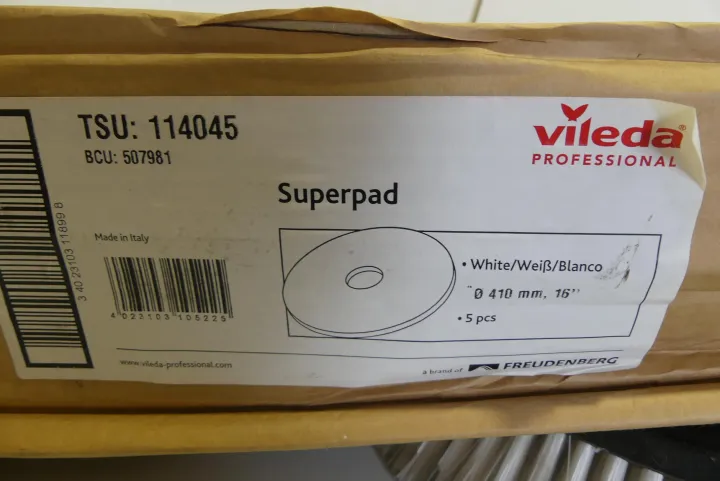 TSU: 114045
BCU: 507981
vileda®
PROFESSIONAL
Superpad
Made in Italy
• White/Weiß/Blanco
"Ø 410 mm, 16"
• 5 pcs
4 023103 106229
3 40 23103 11899 8
www.vileda-professional.com
a brand of FREUDENBERG